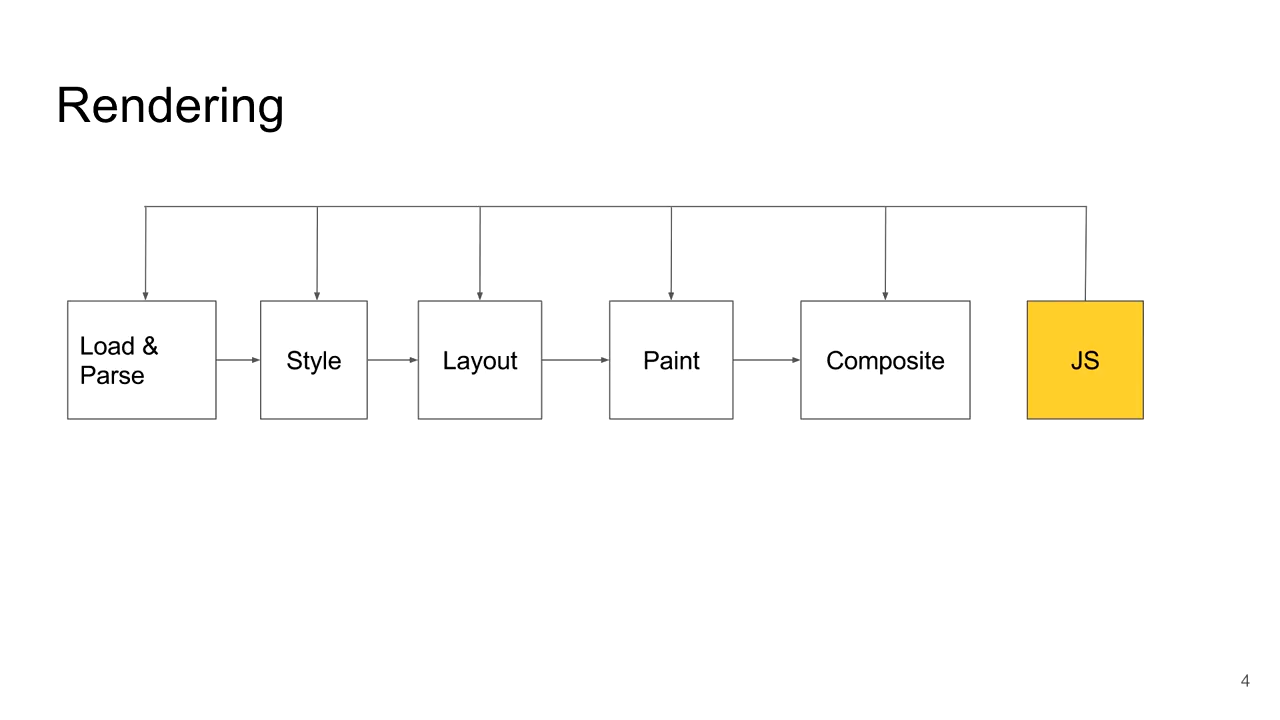 Rendering
Load &
Parse
Style
Layout
Paint
Composite
JS
4